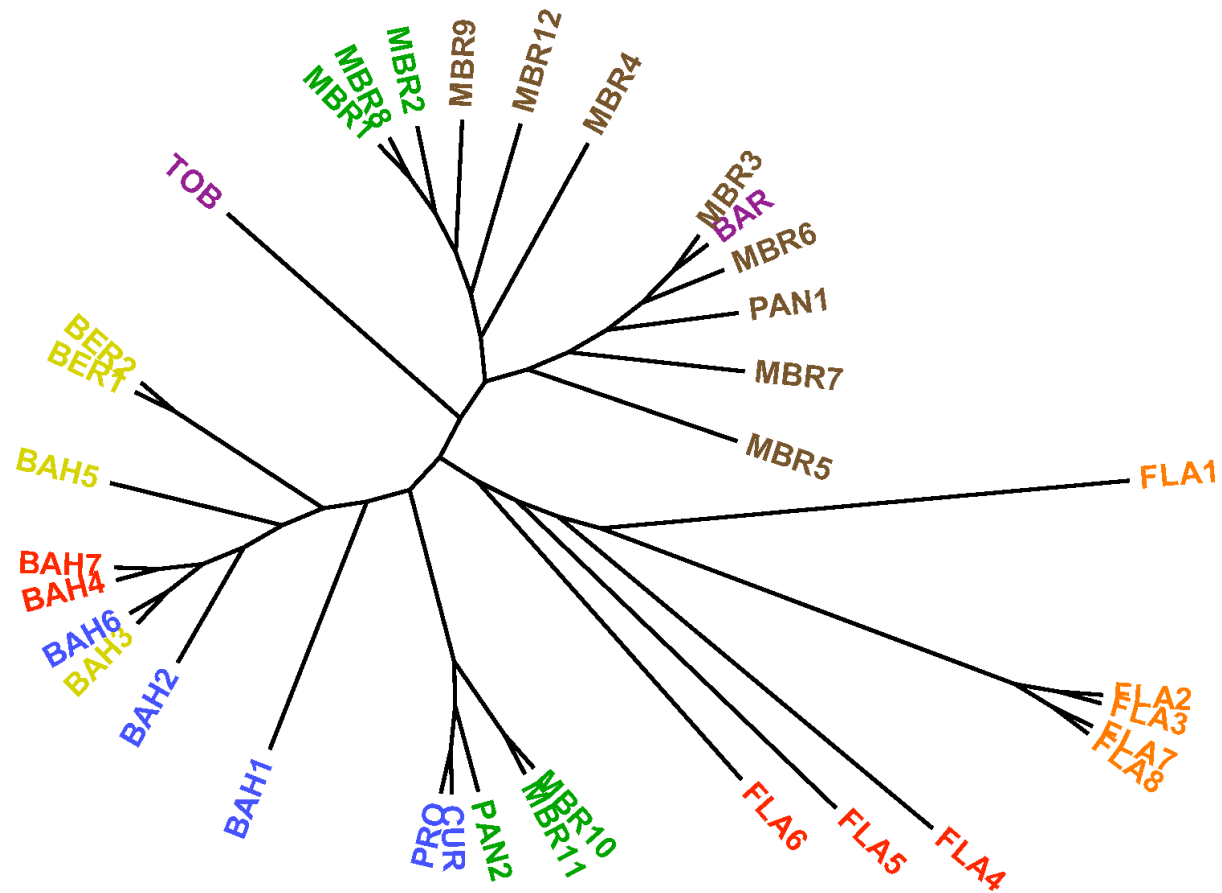 MBR9
MBR12
MBR2
MBR8
MBR1
MBR4
TOB
MBR3
BAR
MBR6
PAN1
MBR7
MBR5
BER2
BER1
BAH5
FLA1
BAH7
BAH4
BAH6
BAH3
BAH2
BAH1
PRO
CUR
PAN2
MBR10
MBR11
FLA6
FLA5
FLA4
FLA2
FLA3
FLA7
FLA8